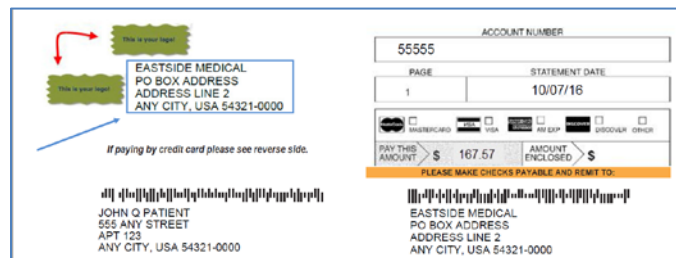 This is your logo!
This is your logo!
EASTSIDE MEDICAL
PO BOX ADDRESS
ADDRESS LINE 2
ANY CITY, USA 54321-0000
If paying by credit card please see reverse side.
JOHN Q PATIENT
555 ANY STREET
APT 123
ANY CITY, USA 54321-0000
ACCOUNT NUMBER
55555
PAGE STATEMENT DATE
1 10/07/16
MASTERCARD VISA VISA AM EXP DISCOVER DISCOVER OTHER
PAY THIS AMOUNT $ 167.57 AMOUNT ENCLOSED $
PLEASE MAKE CHECKS PAYABLE AND REMIT TO:
EASTSIDE MEDICAL
PO BOX ADDRESS
ADDRESS LINE 2
ANY CITY, USA 54321-0000